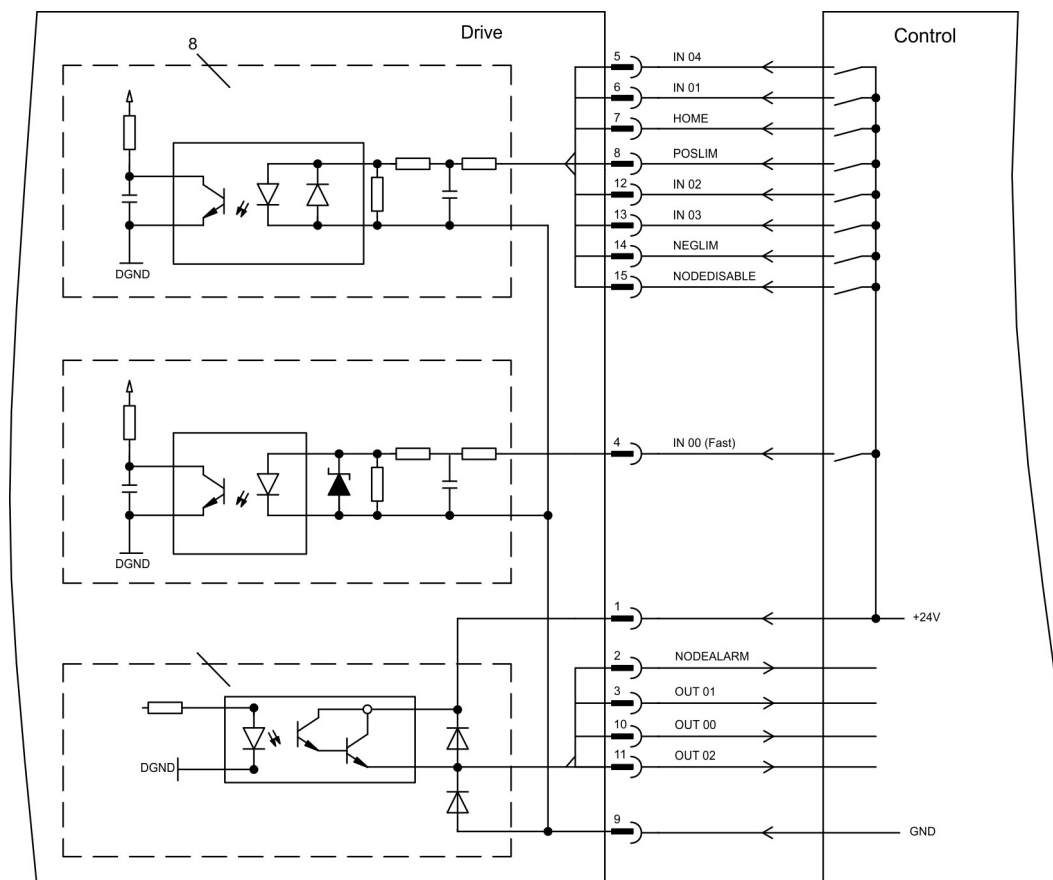 Drive
Control
8
5 IN 04
6 IN 01
7 HOME
8 POSLIM
12 IN 02
13 IN 03
14 NEGLIM
15 NODEDISABLE
DGND
4 IN 00 (Fast)
DGND
1 +24V
2 NODEALARM
3 OUT 01
10 OUT 00
11 OUT 02
DGND
9 GND